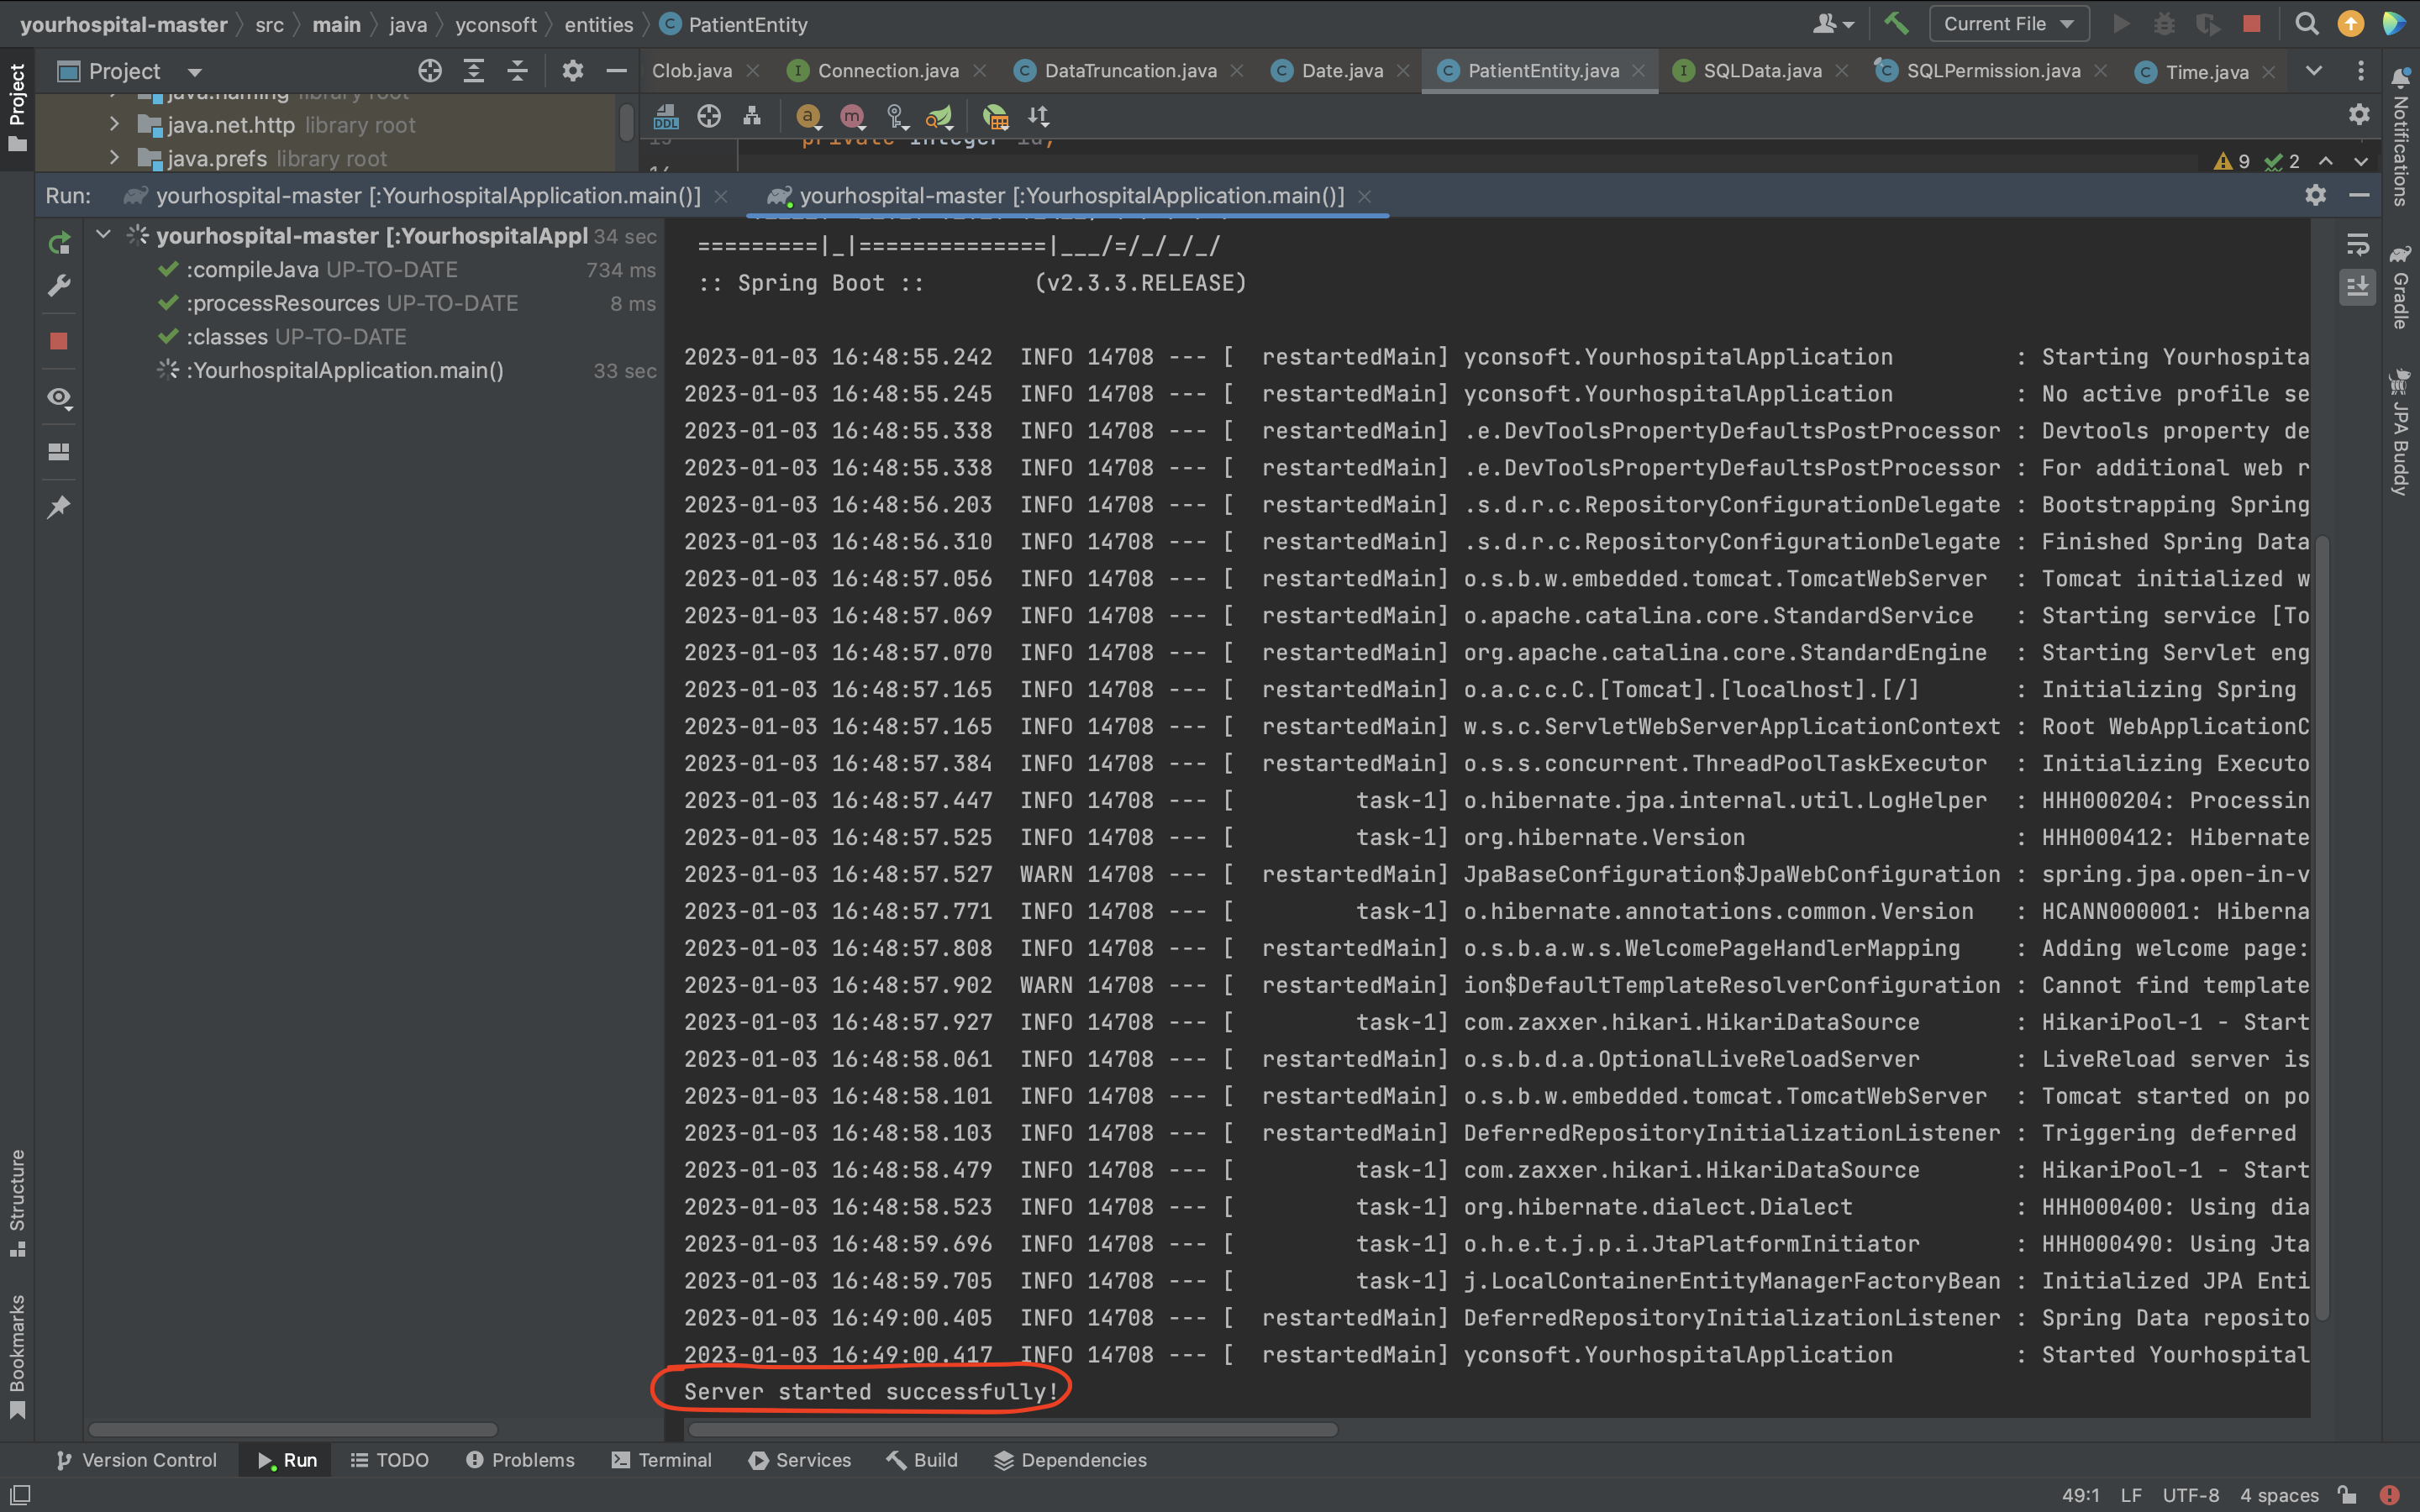 yourhospital-master src main java yconsoft entities PatientEntity Current File
Project
Clob.java Connection.java DataTruncation.java Date.java PatientEntity.java SQLData.java SQLPermission.java Time.java
Project
java.naming library root
java.net.http library root
java.prefs library root
DDL a m
private Integer id;
9 2
Notifications
Run: yourhospital-master [:YourhospitalApplication.main()] yourhospital-master [:YourhospitalApplication.main()]
yourhospital-master [:YourhospitalAppl 34 sec
:compileJava UP-TO-DATE 734 ms
:processResources UP-TO-DATE 8 ms
:classes UP-TO-DATE
:YourhospitalApplication.main() 33 sec
=========|_|==============|___/=/_/_/_/
:: Spring Boot :: (v2.3.3.RELEASE)
2023-01-03 16:48:55.242 INFO 14708 --- [ restartedMain] yconsoft.YourhospitalApplication : Starting Yourhospita
2023-01-03 16:48:55.245 INFO 14708 --- [ restartedMain] yconsoft.YourhospitalApplication : No active profile se
2023-01-03 16:48:55.338 INFO 14708 --- [ restartedMain] .e.DevToolsPropertyDefaultsPostProcessor : Devtools property de
2023-01-03 16:48:55.338 INFO 14708 --- [ restartedMain] .e.DevToolsPropertyDefaultsPostProcessor : For additional web r
2023-01-03 16:48:56.203 INFO 14708 --- [ restartedMain] .s.d.r.c.RepositoryConfigurationDelegate : Bootstrapping Spring
2023-01-03 16:48:56.310 INFO 14708 --- [ restartedMain] .s.d.r.c.RepositoryConfigurationDelegate : Finished Spring Data
2023-01-03 16:48:57.056 INFO 14708 --- [ restartedMain] o.s.b.w.embedded.tomcat.TomcatWebServer : Tomcat initialized w
2023-01-03 16:48:57.069 INFO 14708 --- [ restartedMain] o.apache.catalina.core.StandardService : Starting service [To
2023-01-03 16:48:57.070 INFO 14708 --- [ restartedMain] org.apache.catalina.core.StandardEngine : Starting Servlet eng
2023-01-03 16:48:57.165 INFO 14708 --- [ restartedMain] o.a.c.c.C.[Tomcat].[localhost].[/] : Initializing Spring
2023-01-03 16:48:57.165 INFO 14708 --- [ restartedMain] w.s.c.ServletWebServerApplicationContext : Root WebApplicationC
2023-01-03 16:48:57.384 INFO 14708 --- [ restartedMain] o.s.s.concurrent.ThreadPoolTaskExecutor : Initializing Executo
2023-01-03 16:48:57.447 INFO 14708 --- [ task-1] o.hibernate.jpa.internal.util.LogHelper : HHH000204: Processin
2023-01-03 16:48:57.525 INFO 14708 --- [ task-1] org.hibernate.Version : HHH000412: Hibernate
2023-01-03 16:48:57.527 WARN 14708 --- [ restartedMain] JpaBaseConfiguration$JpaWebConfiguration : spring.jpa.open-in-v
2023-01-03 16:48:57.771 INFO 14708 --- [ task-1] o.hibernate.annotations.common.Version : HCANN000001: Hiberna
2023-01-03 16:48:57.808 INFO 14708 --- [ restartedMain] o.s.b.a.w.s.WelcomePageHandlerMapping : Adding welcome page:
2023-01-03 16:48:57.902 WARN 14708 --- [ restartedMain] ion$DefaultTemplateResolverConfiguration : Cannot find template
2023-01-03 16:48:57.927 INFO 14708 --- [ task-1] com.zaxxer.hikari.HikariDataSource : HikariPool-1 - Start
2023-01-03 16:48:58.061 INFO 14708 --- [ restartedMain] o.s.b.d.a.OptionalLiveReloadServer : LiveReload server is
2023-01-03 16:48:58.101 INFO 14708 --- [ restartedMain] o.s.b.w.embedded.tomcat.TomcatWebServer : Tomcat started on po
2023-01-03 16:48:58.103 INFO 14708 --- [ restartedMain] DeferredRepositoryInitializationListener : Triggering deferred
2023-01-03 16:48:58.479 INFO 14708 --- [ task-1] com.zaxxer.hikari.HikariDataSource : HikariPool-1 - Start
2023-01-03 16:48:58.523 INFO 14708 --- [ task-1] org.hibernate.dialect.Dialect : HHH000400: Using dia
2023-01-03 16:48:59.696 INFO 14708 --- [ task-1] o.h.e.t.j.p.i.JtaPlatformInitiator : HHH000490: Using Jta
2023-01-03 16:48:59.705 INFO 14708 --- [ task-1] j.LocalContainerEntityManagerFactoryBean : Initialized JPA Enti
2023-01-03 16:49:00.405 INFO 14708 --- [ restartedMain] DeferredRepositoryInitializationListener : Spring Data reposito
2023-01-03 16:49:00.417 INFO 14708 --- [ restartedMain] yconsoft.YourhospitalApplication : Started Yourhospital
Server started successfully!
Gradle
JPA Buddy
Structure
Bookmarks
Version Control Run TODO Problems Terminal Services Build Dependencies
49:1 LF UTF-8 4 spaces